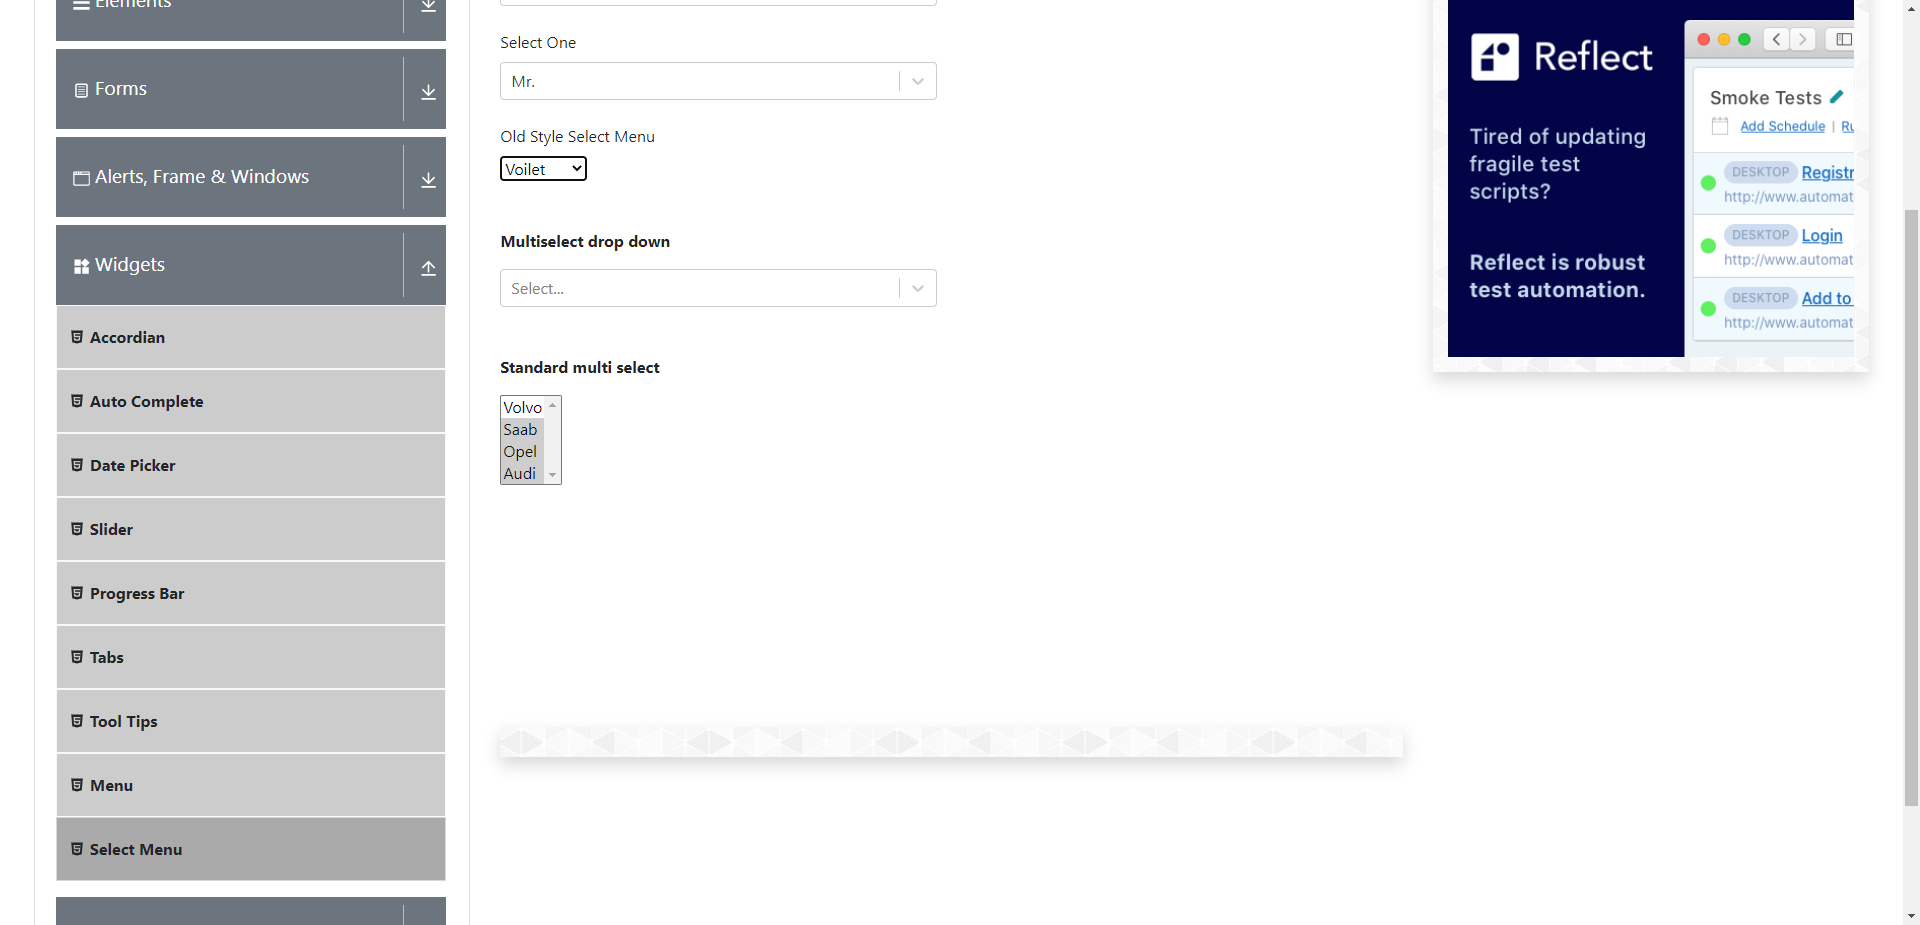 Elements
Forms
Alerts, Frame & Windows
Widgets
Accordian
Auto Complete
Date Picker
Slider
Progress Bar
Tabs
Tool Tips
Menu
Select Menu
Select One
Mr.
Old Style Select Menu
Voilet
Multiselect drop down
Select...
Standard multi select
Volvo
Saab
Opel
Audi
Reflect
Tired of updating
fragile test
scripts?
Reflect is robust
test automation.
Smoke Tests
Add Schedule | Ru
DESKTOP Registr
http://www.automat
DESKTOP Login
http://www.automat
DESKTOP Add to
http://www.automat